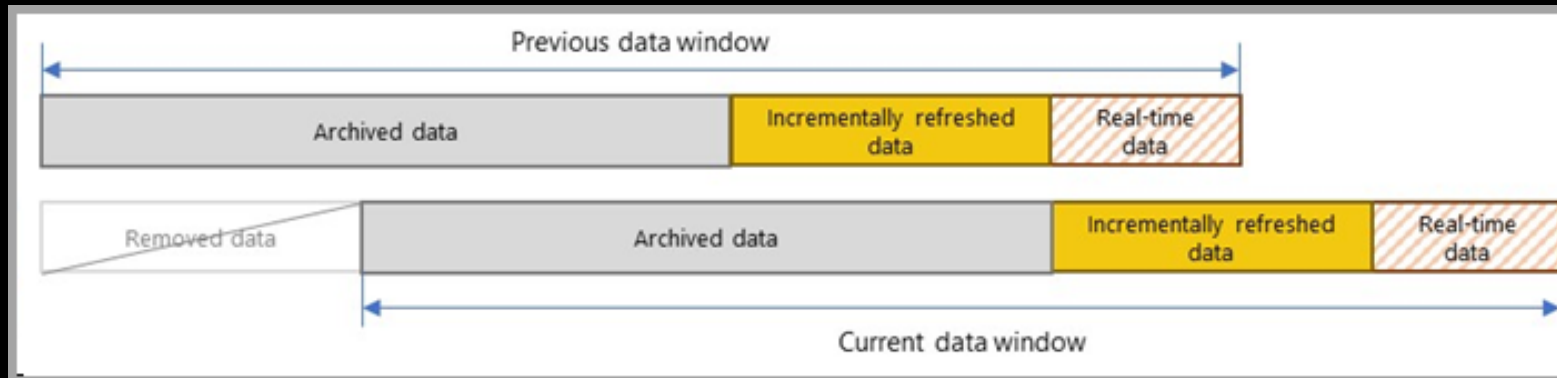 Previous data window
Archived data
Incrementally refreshed
data
Real-time
data
Removed data
Archived data
Incrementally refreshed
data
Real-time
data
Current data window